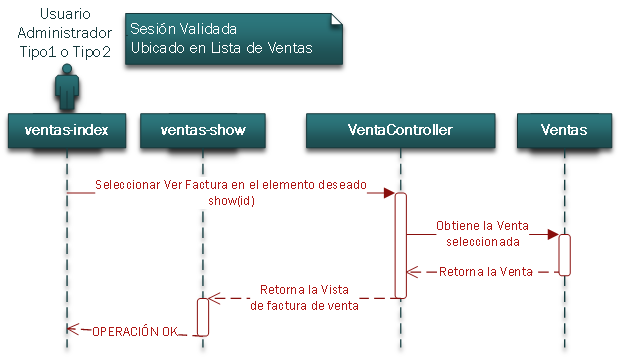 Usuario
Administrador
Tipo1 o Tipo2
Sesión Validada
Ubicado en Lista de Ventas
ventas-index
ventas-show
VentaController
Ventas
Seleccionar Ver Factura en el elemento deseado
show(id)
Obtiene la Venta
seleccionada
Retorna la Venta
Retorna la Vista
de factura de venta
OPERACIÓN OK